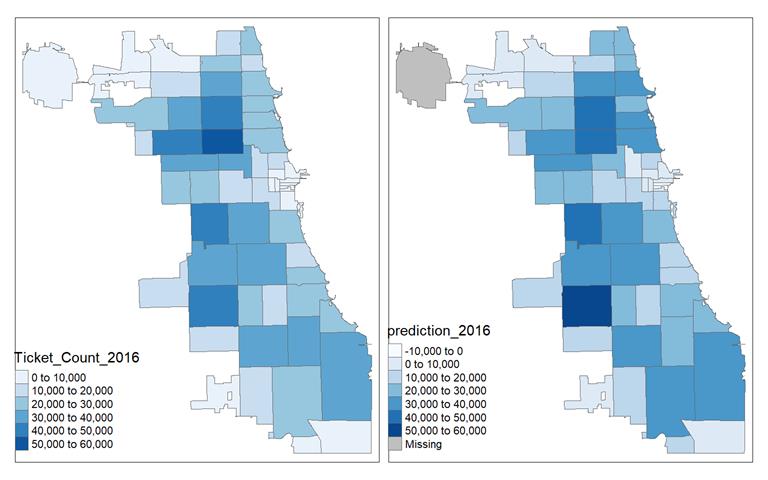 Ticket_Count_2016
0 to 10,000
10,000 to 20,000
20,000 to 30,000
30,000 to 40,000
40,000 to 50,000
50,000 to 60,000
prediction_2016
-10,000 to 0
0 to 10,000
10,000 to 20,000
20,000 to 30,000
30,000 to 40,000
40,000 to 50,000
50,000 to 60,000
Missing